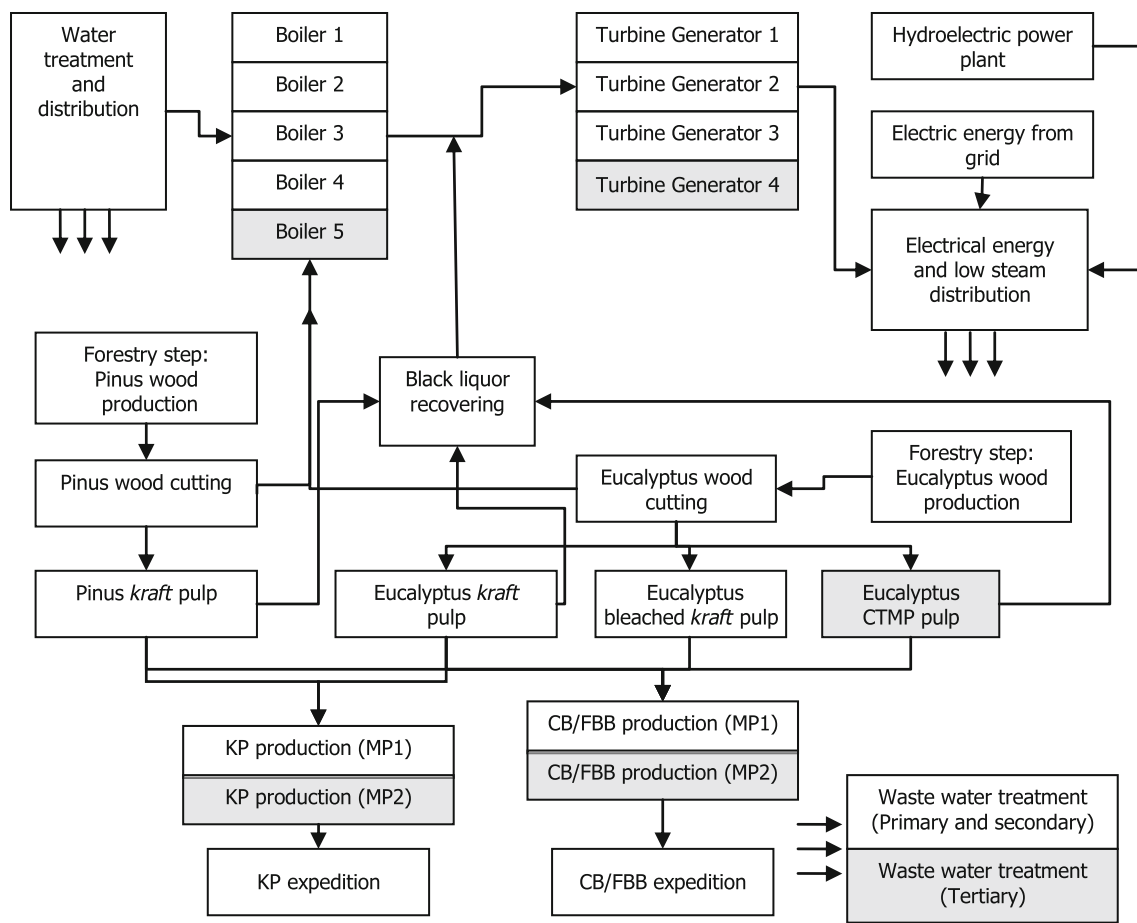 Water
treatment
and
distribution
Boiler 1
Boiler 2
Boiler 3
Boiler 4
Boiler 5
Turbine Generator 1
Turbine Generator 2
Turbine Generator 3
Turbine Generator 4
Hydroelectric power
plant
Electric energy from
grid
Electrical energy
and low steam
distribution
Forestry step:
Pinus wood
production
Black liquor
recovering
Pinus wood cutting
Eucalyptus wood
cutting
Forestry step:
Eucalyptus wood
production
Pinus kraft pulp
Eucalyptus kraft
pulp
Eucalyptus
bleached kraft pulp
Eucalyptus
CTMP pulp
KP production (MP1)
KP production (MP2)
CB/FBB production (MP1)
CB/FBB production (MP2)
Waste water treatment
(Primary and secondary)
Waste water treatment
(Tertiary)
KP expedition
CB/FBB expedition